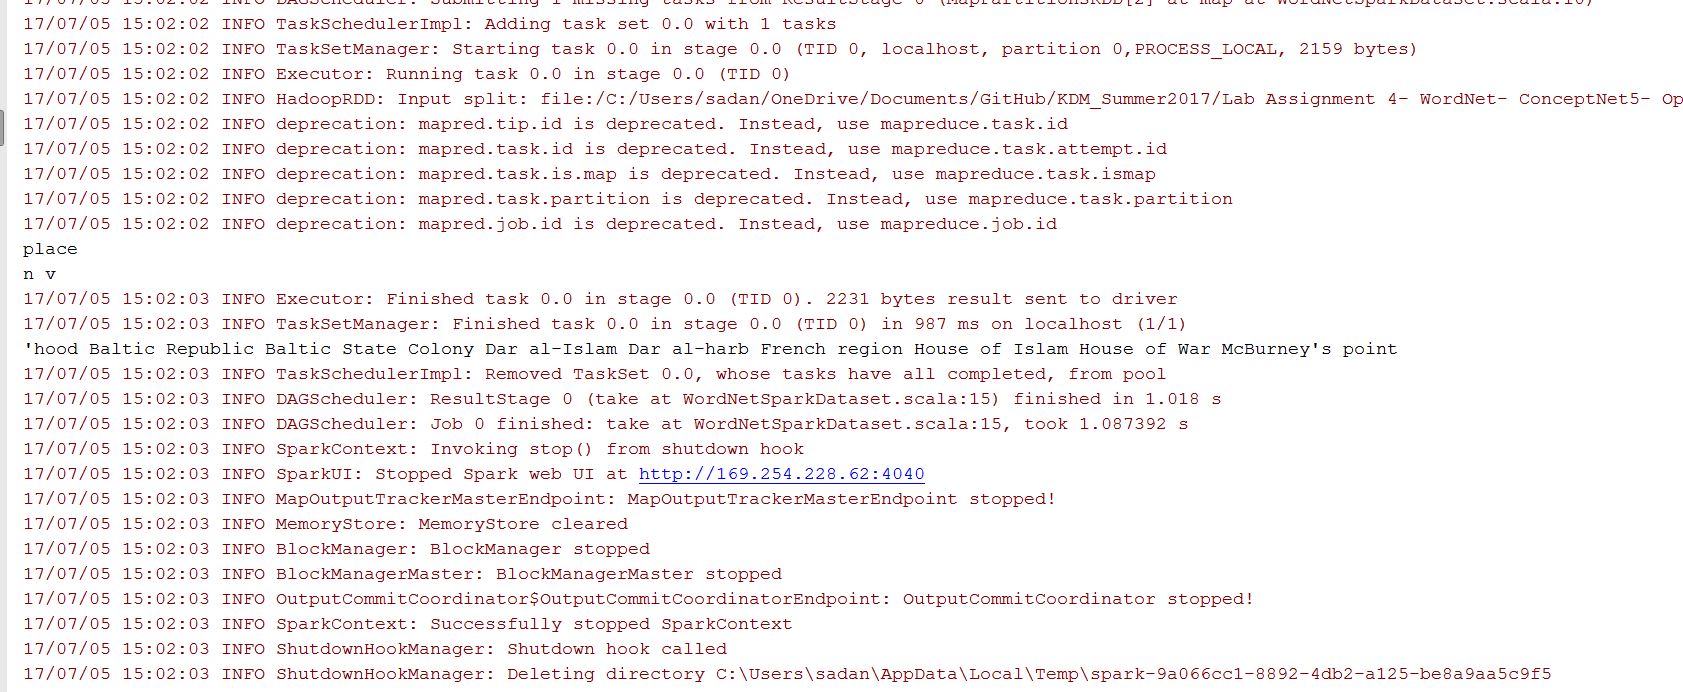 17/07/05 15:02:02 INFO DAGScheduler: Submitting 1 missing tasks from ResultStage 0 (MapPartitionsRDD[2] at map at WordNetSparkDataset.scala:10)
17/07/05 15:02:02 INFO TaskSchedulerImpl: Adding task set 0.0 with 1 tasks
17/07/05 15:02:02 INFO TaskSetManager: Starting task 0.0 in stage 0.0 (TID 0, localhost, partition 0,PROCESS_LOCAL, 2159 bytes)
17/07/05 15:02:02 INFO Executor: Running task 0.0 in stage 0.0 (TID 0)
17/07/05 15:02:02 INFO HadoopRDD: Input split: file:/C:/Users/sadan/OneDrive/Documents/GitHub/KDM_Summer2017/Lab Assignment 4- WordNet- ConceptNet5- Op
17/07/05 15:02:02 INFO deprecation: mapred.tip.id is deprecated. Instead, use mapreduce.task.id
17/07/05 15:02:02 INFO deprecation: mapred.task.id is deprecated. Instead, use mapreduce.task.attempt.id
17/07/05 15:02:02 INFO deprecation: mapred.task.is.map is deprecated. Instead, use mapreduce.task.ismap
17/07/05 15:02:02 INFO deprecation: mapred.task.partition is deprecated. Instead, use mapreduce.task.partition
17/07/05 15:02:02 INFO deprecation: mapred.job.id is deprecated. Instead, use mapreduce.job.id
place
n v
17/07/05 15:02:03 INFO Executor: Finished task 0.0 in stage 0.0 (TID 0). 2231 bytes result sent to driver
17/07/05 15:02:03 INFO TaskSetManager: Finished task 0.0 in stage 0.0 (TID 0) in 987 ms on localhost (1/1)
'hood Baltic Republic Baltic State Colony Dar al-Islam Dar al-harb French region House of Islam House of War McBurney's point
17/07/05 15:02:03 INFO TaskSchedulerImpl: Removed TaskSet 0.0, whose tasks have all completed, from pool
17/07/05 15:02:03 INFO DAGScheduler: ResultStage 0 (take at WordNetSparkDataset.scala:15) finished in 1.018 s
17/07/05 15:02:03 INFO DAGScheduler: Job 0 finished: take at WordNetSparkDataset.scala:15, took 1.087392 s
17/07/05 15:02:03 INFO SparkContext: Invoking stop() from shutdown hook
17/07/05 15:02:03 INFO SparkUI: Stopped Spark web UI at http://169.254.228.62:4040
17/07/05 15:02:03 INFO MapOutputTrackerMasterEndpoint: MapOutputTrackerMasterEndpoint stopped!
17/07/05 15:02:03 INFO MemoryStore: MemoryStore cleared
17/07/05 15:02:03 INFO BlockManager: BlockManager stopped
17/07/05 15:02:03 INFO BlockManagerMaster: BlockManagerMaster stopped
17/07/05 15:02:03 INFO OutputCommitCoordinator$OutputCommitCoordinatorEndpoint: OutputCommitCoordinator stopped!
17/07/05 15:02:03 INFO SparkContext: Successfully stopped SparkContext
17/07/05 15:02:03 INFO ShutdownHookManager: Shutdown hook called
17/07/05 15:02:03 INFO ShutdownHookManager: Deleting directory C:\Users\sadan\AppData\Local\Temp\spark-9a066cc1-8892-4db2-a125-be8a9aa5c9f5